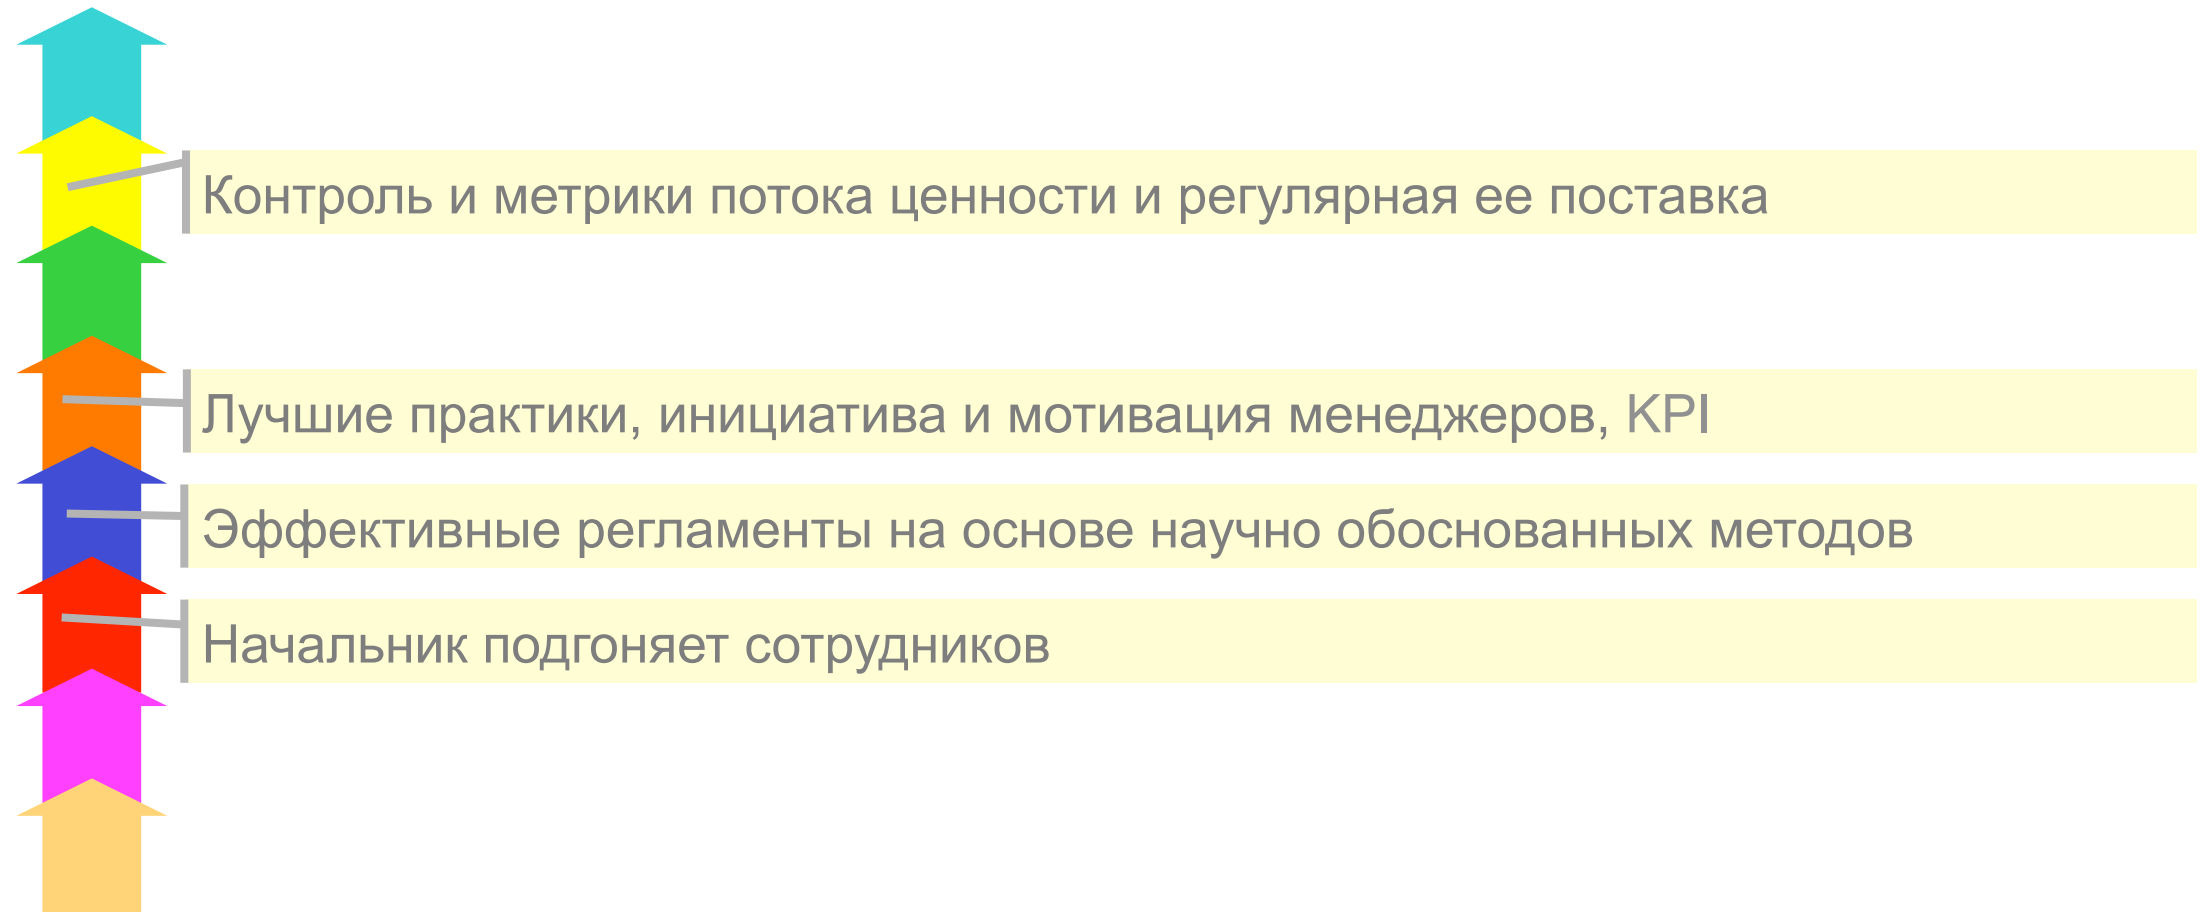 Контроль и метрики потока ценности и регулярная ее поставка
Лучшие практики, инициатива и мотивация менеджеров, KPI
Эффективные регламенты на основе научно обоснованных методов
Начальник подгоняет сотрудников